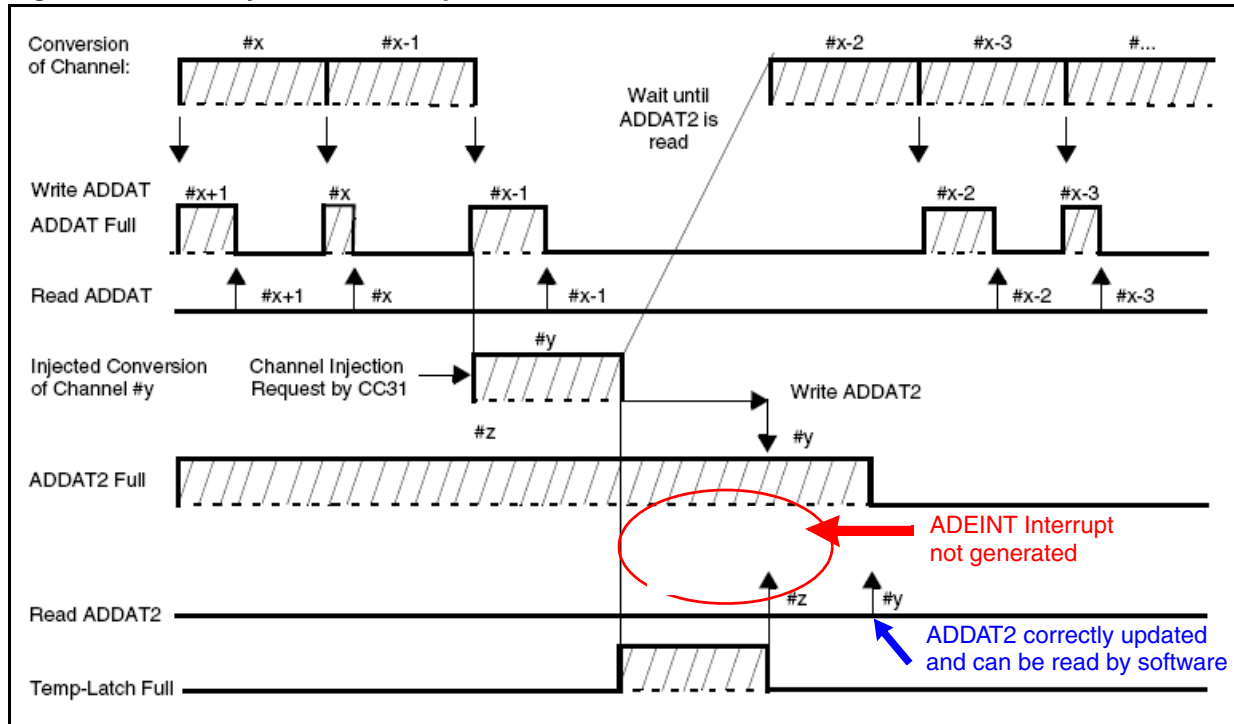 Conversion
of Channel:
#x
#x-1
#x-2
#x-3
#...
Wait until
ADDAT2 is
read
Write ADDAT
ADDAT Full
#x+1
#x
#x-1
#x-2
#x-3
Read ADDAT
#x+1
#x
#x-1
#x-2
#x-3
Injected Conversion
of Channel #y
Channel Injection
Request by CC31
#y
Write ADDAT2
#z
#y
ADDAT2 Full
ADEINT Interrupt
not generated
Read ADDAT2
#z
#y
ADDAT2 correctly updated
and can be read by software
Temp-Latch Full